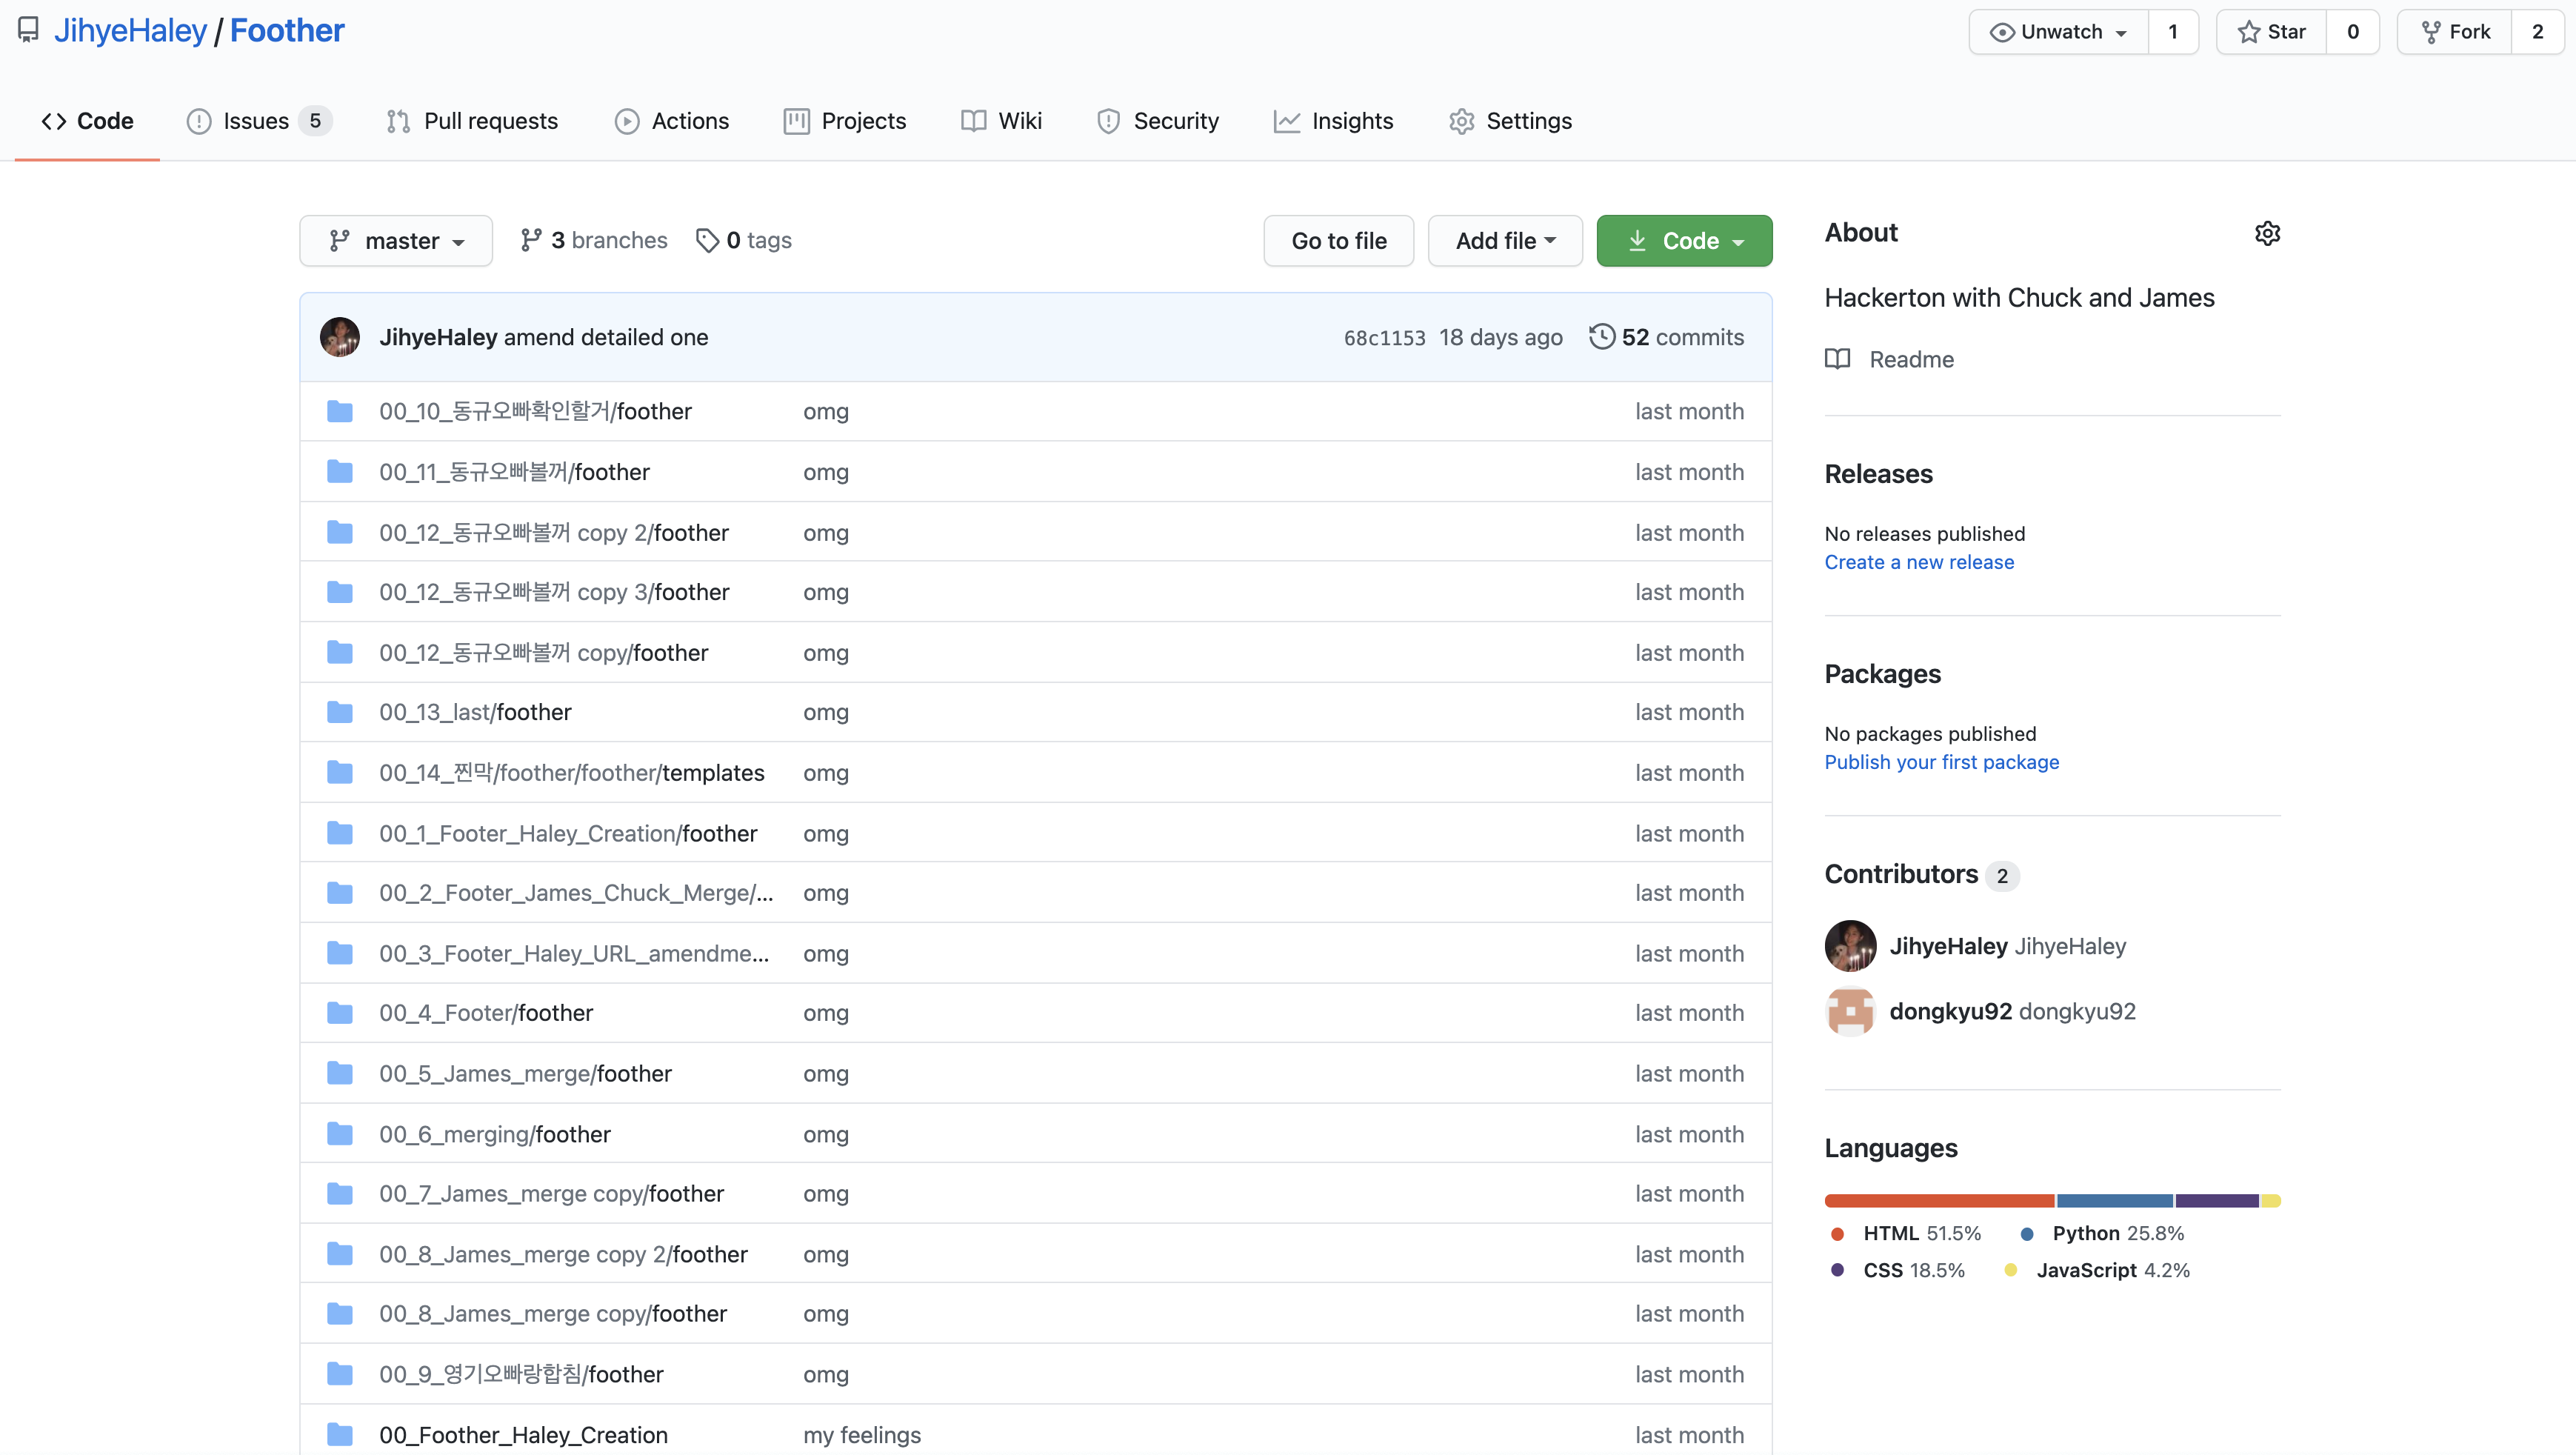 JihyeHaley / Foother
Unwatch 1 Star 0 Fork 2
Code Issues 5 Pull requests Actions Projects Wiki Security Insights Settings
master 3 branches 0 tags Go to file Add file Code
JihyeHaley amend detailed one 68c1153 18 days ago 52 commits
00_10_동규오빠확인할거/foother omg last month
00_11_동규오빠볼꺼/foother omg last month
00_12_동규오빠볼꺼 copy 2/foother omg last month
00_12_동규오빠볼꺼 copy 3/foother omg last month
00_12_동규오빠볼꺼 copy/foother omg last month
00_13_last/foother omg last month
00_14_찐막/foother/foother/templates omg last month
00_1_Footer_Haley_Creation/foother omg last month
00_2_Footer_James_Chuck_Merge/... omg last month
00_3_Footer_Haley_URL_amendme... omg last month
00_4_Footer/foother omg last month
00_5_James_merge/foother omg last month
00_6_merging/foother omg last month
00_7_James_merge copy/foother omg last month
00_8_James_merge copy 2/foother omg last month
00_8_James_merge copy/foother omg last month
00_9_영기오빠랑합침/foother omg last month
00_Foother_Haley_Creation my feelings last month
About
Hackerton with Chuck and James
Readme
Releases
No releases published
Create a new release
Packages
No packages published
Publish your first package
Contributors 2
JihyeHaley JihyeHaley
dongkyu92 dongkyu92
Languages
HTML 51.5% Python 25.8%
CSS 18.5% JavaScript 4.2%